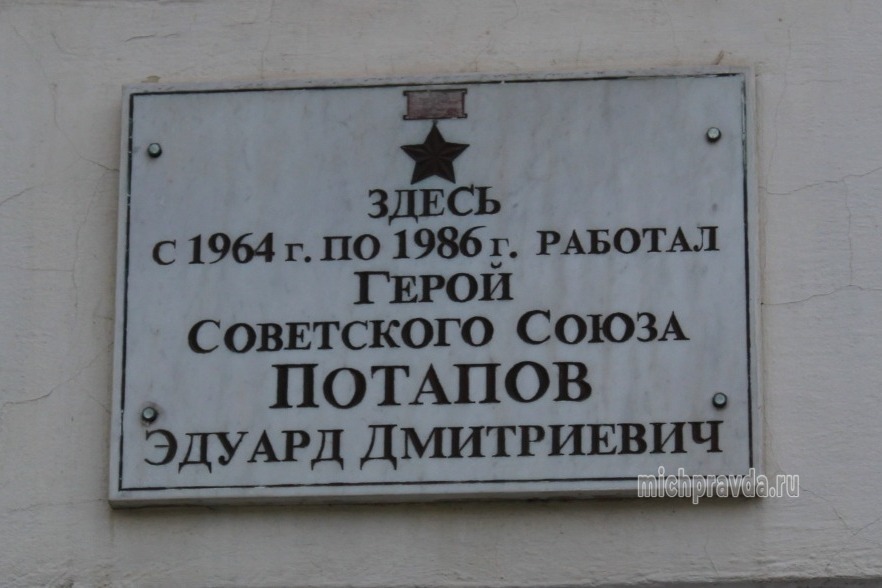 ЗДЕСЬ
С 1964 г. ПО 1986 г. РАБОТАЛ
ГЕРОЙ
СОВЕТСКОГО СОЮЗА
ПОТАПОВ
ЭДУАРД ДМИТРИЕВИЧ
michpravda.ru